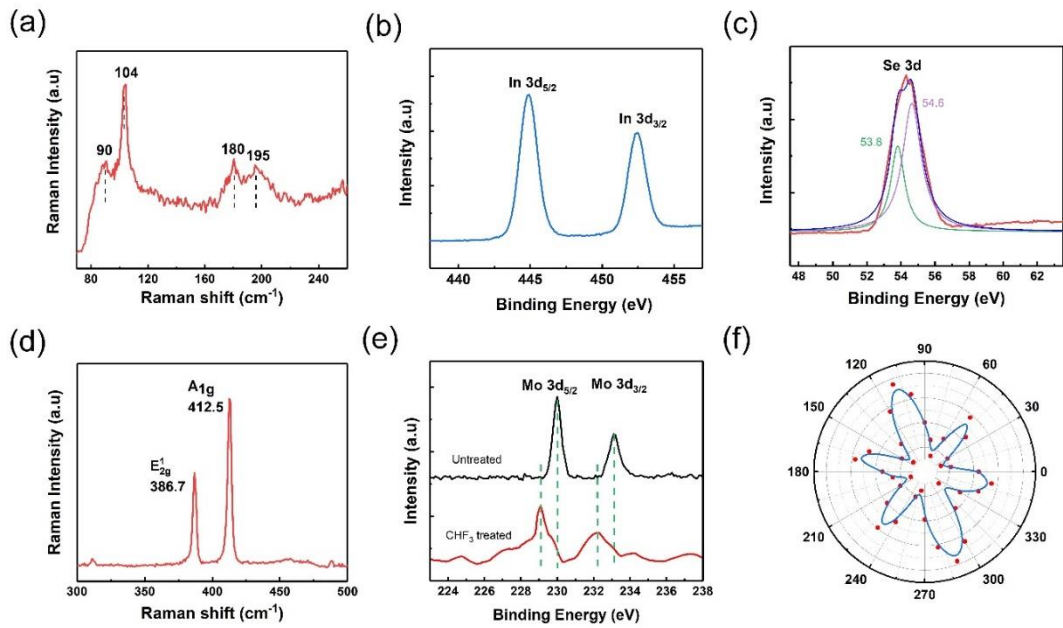 (a)
Raman Intensity (a.u)
104
90
180
195
80 120 160 200 240
Raman shift (cm⁻¹)
(b)
Intensity (a.u)
In 3d₅/₂
In 3d₃/₂
440 445 450 455
Binding Energy (eV)
(c)
Intensity (a.u)
Se 3d
54.6
53.8
48 50 52 54 56 58 60 62
Binding Energy (eV)
(d)
Raman Intensity (a.u)
A₁g
412.5
E¹₂g
386.7
300 350 400 450 500
Raman shift (cm⁻¹)
(e)
Intensity (a.u)
Mo 3d₅/₂ Mo 3d₃/₂
Untreated
CHF₃ treated
224 226 228 230 232 234 236 238
Binding Energy (eV)
(f)
90
120 60
150 30
180 0
210 330
240 300
270